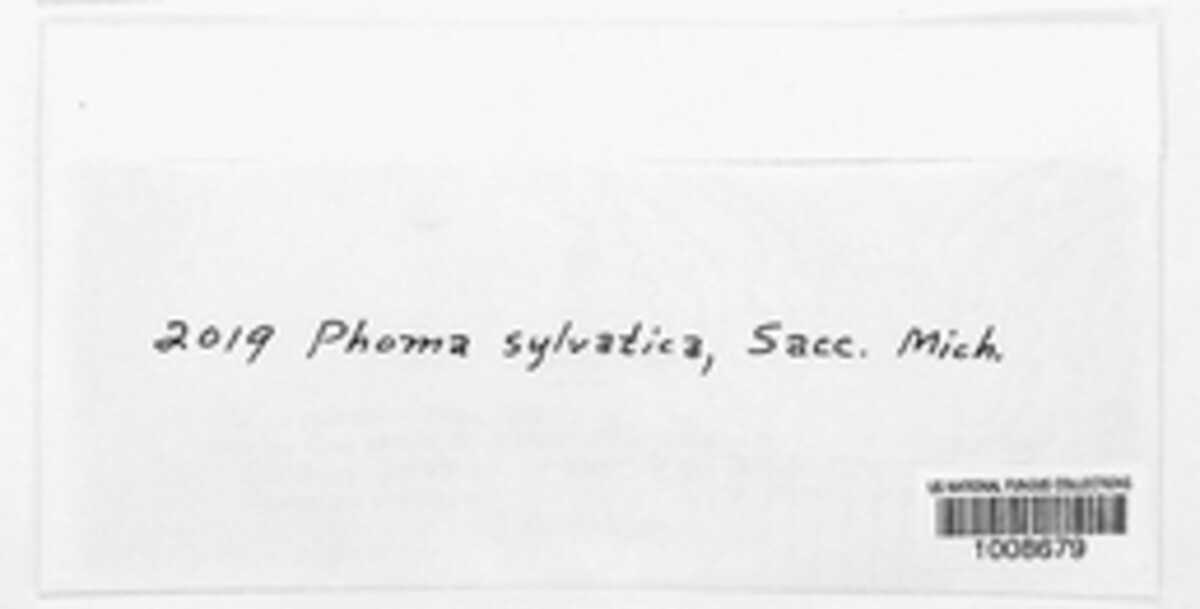 2019 Phoma sylvatica, Sacc. Mich.
US NATIONAL FUNGUS COLLECTIONS
1008679